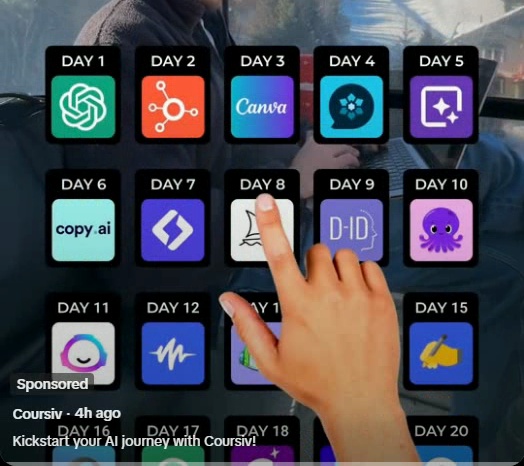 DAY 1
DAY 2
DAY 3
DAY 4
DAY 5
Canva
DAY 6
DAY 7
DAY 8
DAY 9
DAY 10
copy.ai
D-ID
DAY 11
DAY 12
DAY 15
Sponsored
Coursiv · 4h ago
DAY 16
DAY 17
DAY 18
DAY 20
Kickstart your AI journey with Coursiv!